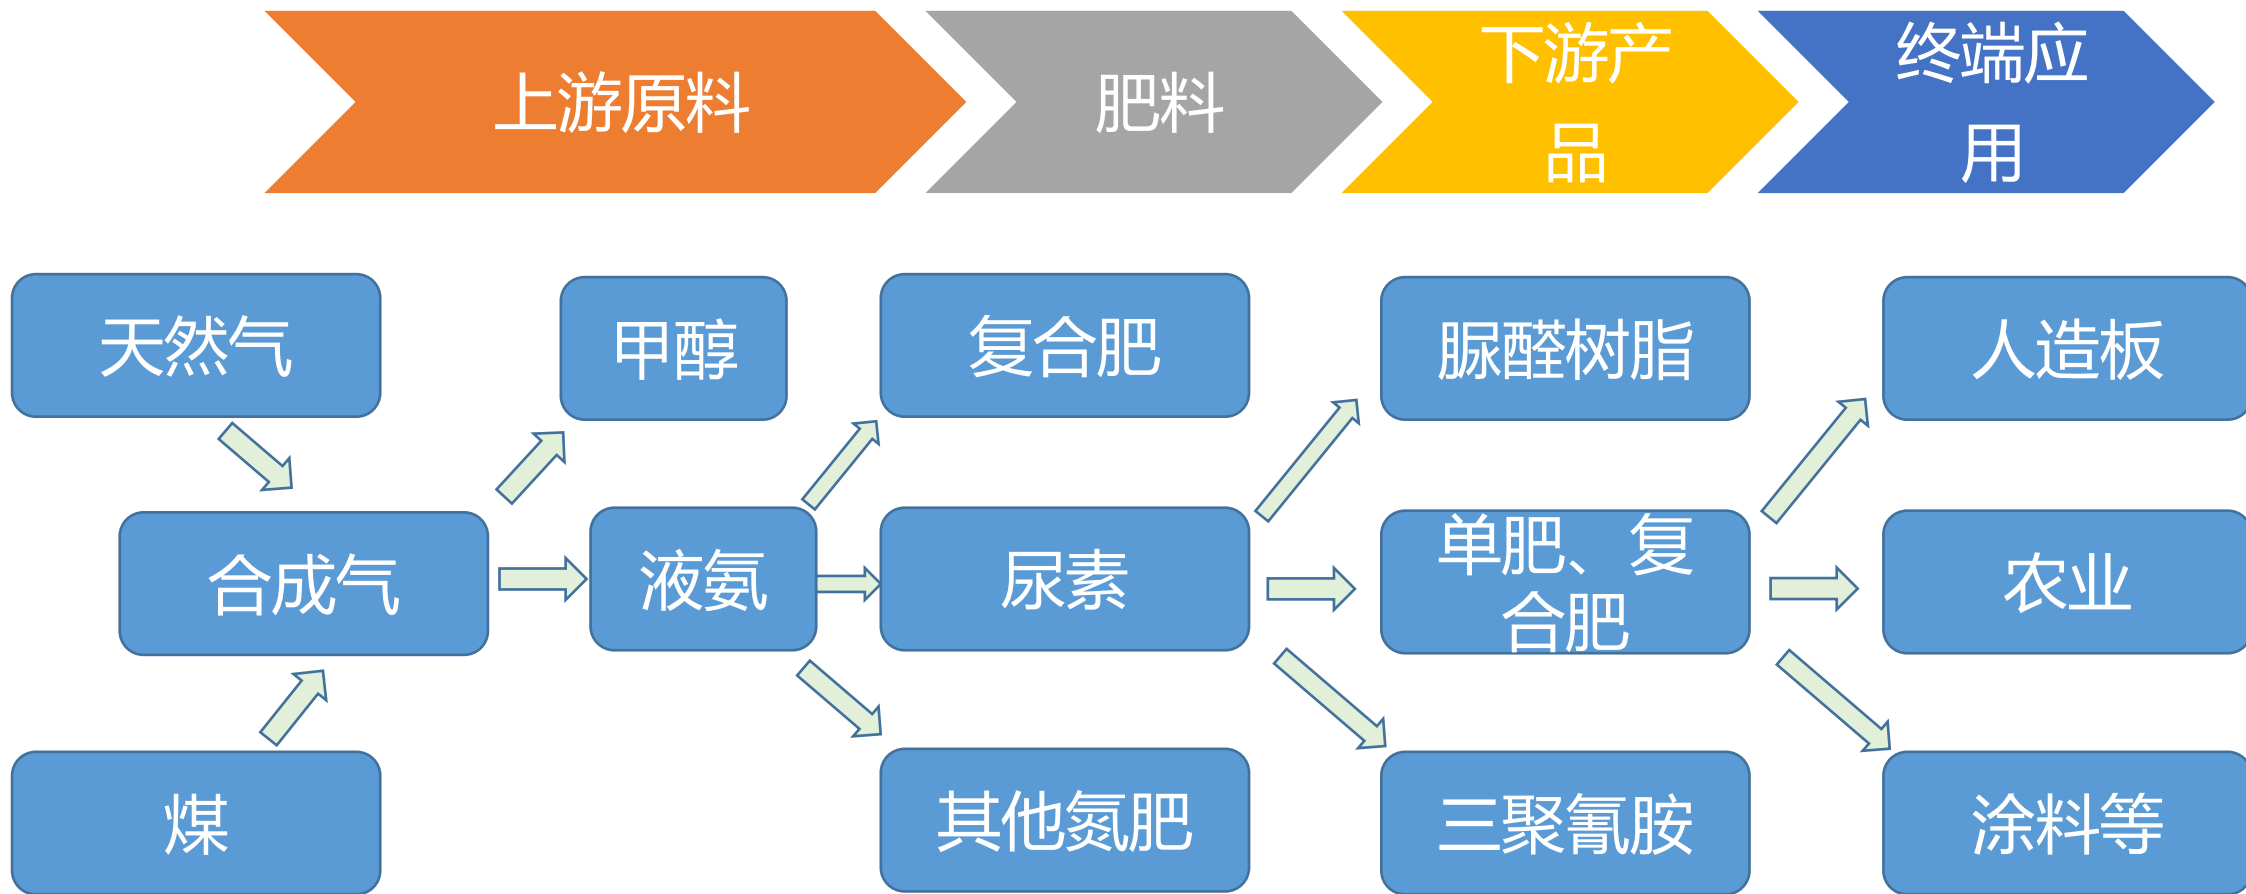 上游原料
肥料
下游产
品
终端应
用
天然气
甲醇
复合肥
脲醛树脂
人造板
合成气
液氨
尿素
单肥、复
合肥
农业
煤
其他氮肥
三聚氰胺
涂料等